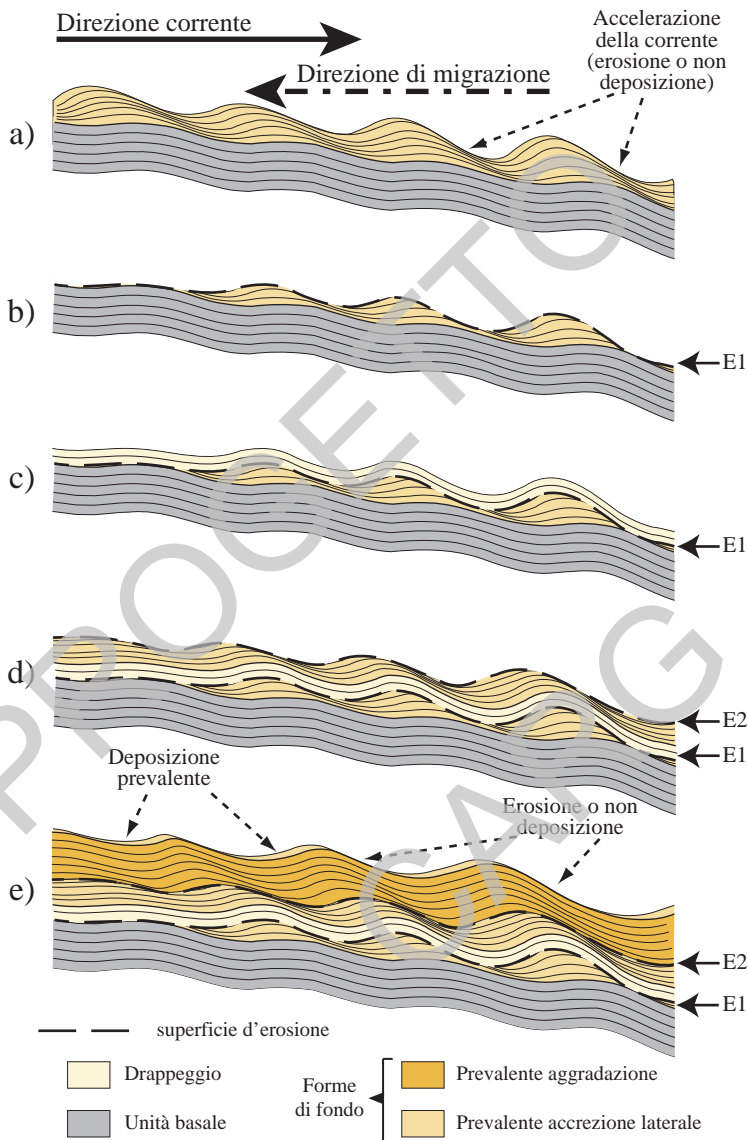 Direzione corrente
Accelerazione
della corrente
(erosione o non
deposizione)
Direzione di migrazione
a)
b)
E1
c)
E1
d)
E2
E1
Deposizione
prevalente
Erosione o non
deposizione
e)
E2
E1
superficie d'erosione
Drappeggio
Unità basale
Forme
di fondo
Prevalente aggradazione
Prevalente accrezione laterale
PROGETTO
CARG